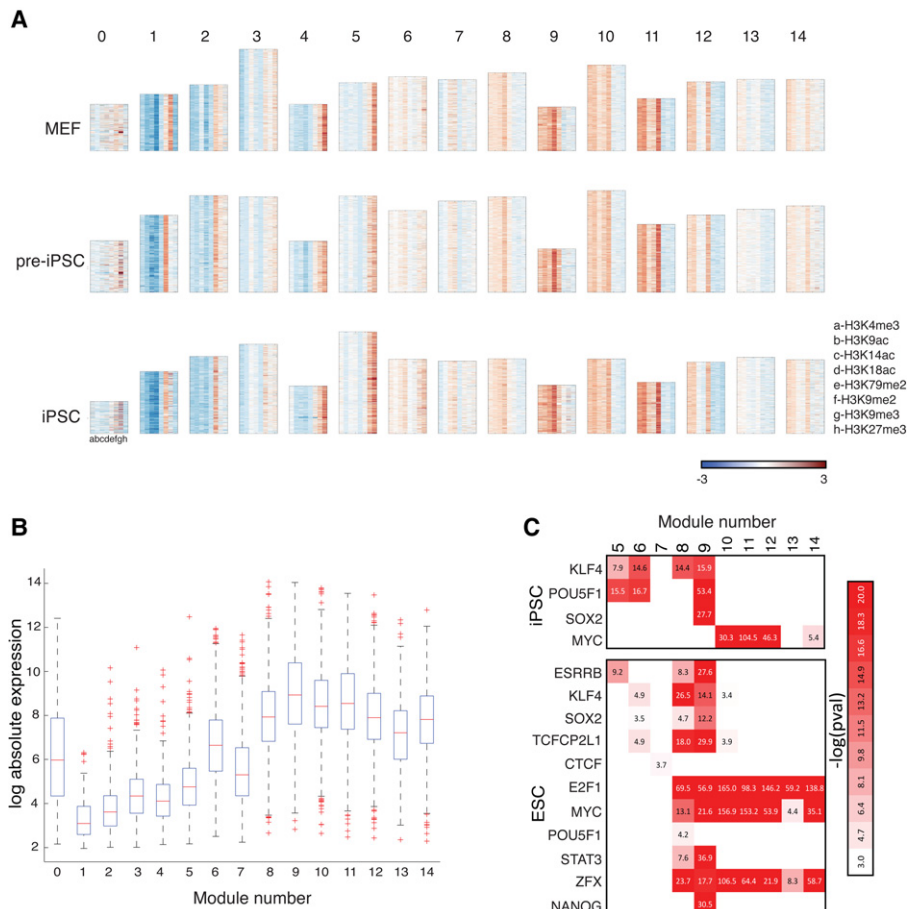 A
0 1 2 3 4 5 6 7 8 9 10 11 12 13 14
MEF
pre-iPSC
iPSC
abcdefgh
a-H3K4me3
b-H3K9ac
c-H3K14ac
d-H3K18ac
e-H3K79me2
f-H3K9me2
g-H3K9me3
h-H3K27me3
-3 3
B
log absolute expression
14
12
10
8
6
4
2
0 1 2 3 4 5 6 7 8 9 10 11 12 13 14
Module number
C
Module number
5 6 7 8 9 10 11 12 13 14
iPSC
KLF4 7.9 14.6 14.4 15.9
POU5F1 15.5 16.7 53.4
SOX2 27.7
MYC 30.3 104.5 46.3 5.4
ESC
ESRRB 9.2 8.3 27.6
KLF4 4.9 26.5 14.1 3.4
SOX2 3.5 4.7 12.2
TCFCP2L1 4.9 18.0 29.9 3.9
CTCF 3.7
E2F1 69.5 56.9 165.0 98.3 146.2 59.2 138.8
MYC 13.1 21.6 156.9 153.2 53.9 4.4 35.1
POU5F1 4.2
STAT3 7.6 36.9
ZFX 23.7 17.7 106.5 64.4 21.9 8.3 58.7
NANOG 30.5
-log(pval)
20.0
18.3
16.6
14.9
13.2
11.5
9.8
8.1
6.4
4.7
3.0